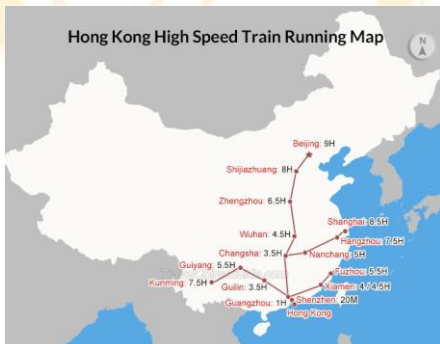 Hong Kong High Speed Train Running Map
N
Beijing: 9H
Shijiazhuang: 8H
Zhengzhou: 6.5H
Shanghai: 8.5H
Wuhan: 4.5H
Hangzhou: 7.5H
Changsha: 3.5H
Nanchang: 5H
Guiyang: 5.5H
Fuzhou: 5.5H
Kunming: 7.5H
Guilin: 3.5H
Xiamen: 4 / 4.5H
Guangzhou: 1H
Shenzhen: 20M
Hong Kong